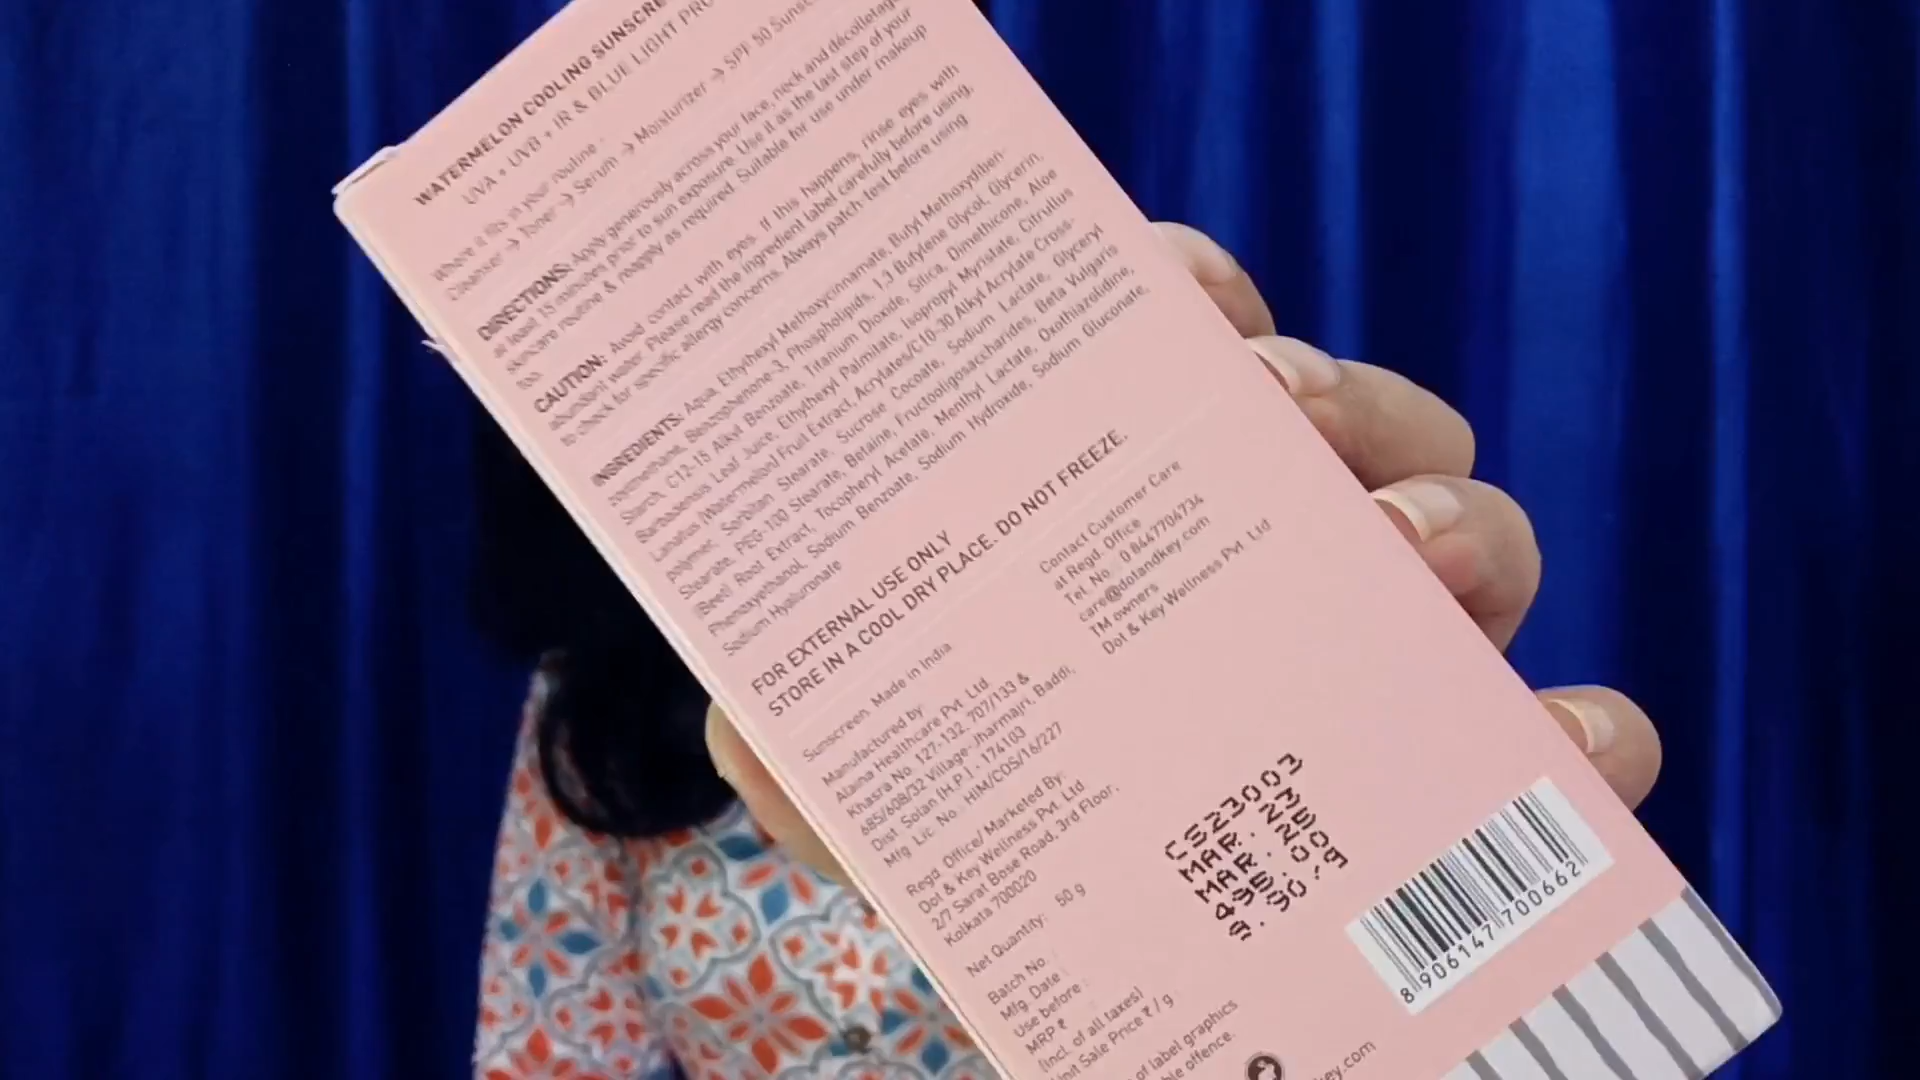 WATERMELON COOLING SUNSCRE
UVA + UVB + IR & BLUE LIGHT PRO
Where it fits in your routine :
Cleanser → Toner → Serum → Moisturizer → SPF 50 Sunsc
DIRECTIONS: Apply generously across your face, neck and décolletage
at least 15 minutes prior to sun exposure. Use it as the last step of your
skincare routine & reapply as required. Suitable for use under makeup
too.
CAUTION: Avoid contact with eyes. If this happens, rinse eyes with
abundant water. Please read the ingredient label carefully before using,
to check for specific allergy concerns. Always patch-test before using
INGREDIENTS: Aqua, Ethylhexyl Methoxycinnamate, Butyl Methoxydiben-
zoylmethane, Benzophenone-3, Phospholipids, 1,3 Butylene Glycol, Glycerin,
Starch, C12-15 Alkyl Benzoate, Titanium Dioxide, Silica, Dimethicone, Aloe
Barbadensis Leaf Juice, Ethylhexyl Palmitate, Isopropyl Myristate, Citrullus
Lanatus (Watermelon) Fruit Extract, Acrylates/C10-30 Alkyl Acrylate Cross-
polymer, Sorbitan Stearate, Sucrose Cocoate, Sodium Lactate, Glyceryl
Stearate, PEG-100 Stearate, Betaine, Fructooligosaccharides, Beta Vulgaris
(Beet) Root Extract, Tocopheryl Acetate, Menthyl Lactate, Oxothiazolidine,
Phenoxyethanol, Sodium Benzoate, Sodium Hydroxide, Sodium Gluconate,
Sodium Hyaluronate
FOR EXTERNAL USE ONLY
STORE IN A COOL DRY PLACE. DO NOT FREEZE.
Sunscreen. Made in India
Manufactured by:
Alaina Healthcare Pvt. Ltd.
Khasra No. 127-132, 707/133 &
685/608/32 Village-Jharmajri, Baddi,
Dist. Solan (H.P.) - 174103
Mfg. Lic. No.: HIM/COS/16/227
Regd. Office/ Marketed By:
Dot & Key Wellness Pvt. Ltd
2/7 Sarat Bose Road, 3rd Floor,
Kolkata 700020
Net Quantity: 50 g
Batch No. :
Mfg. Date :
Use before :
MRP ₹
(incl. of all taxes)
Unit Sale Price ₹ / g :
of label graphics
ble offence.
key.com
Contact Customer Care
at Regd. Office
Tel. No.: 0 8447704734
care@dotandkey.com
TM owners
Dot & Key Wellness Pvt. Ltd
CS23003
MAR.
MAR.
495.00
9.90/g
8 906147 700662